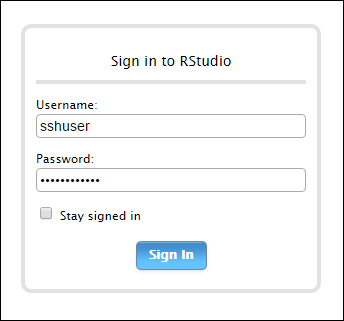 Sign in to RStudio
Username:
sshuser
Password:
••••••••••••
Stay signed in
Sign In